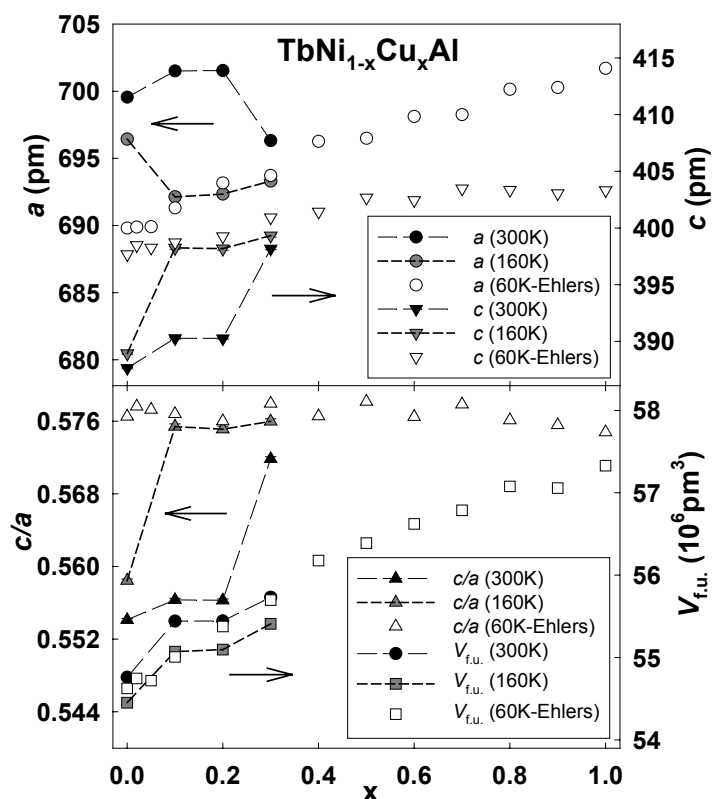 TbNi1-xCuxAl
705
700
695
690
685
680
a (pm)
415
410
405
400
395
390
c (pm)
a (300K)
a (160K)
a (60K-Ehlers)
c (300K)
c (160K)
c (60K-Ehlers)
0.576
0.568
0.560
0.552
0.544
c/a
58
57
56
55
54
Vf.u. (10^6pm^3)
c/a (300K)
c/a (160K)
c/a (60K-Ehlers)
Vf.u. (300K)
Vf.u. (160K)
Vf.u. (60K-Ehlers)
0.0 0.2 0.4 0.6 0.8 1.0
x